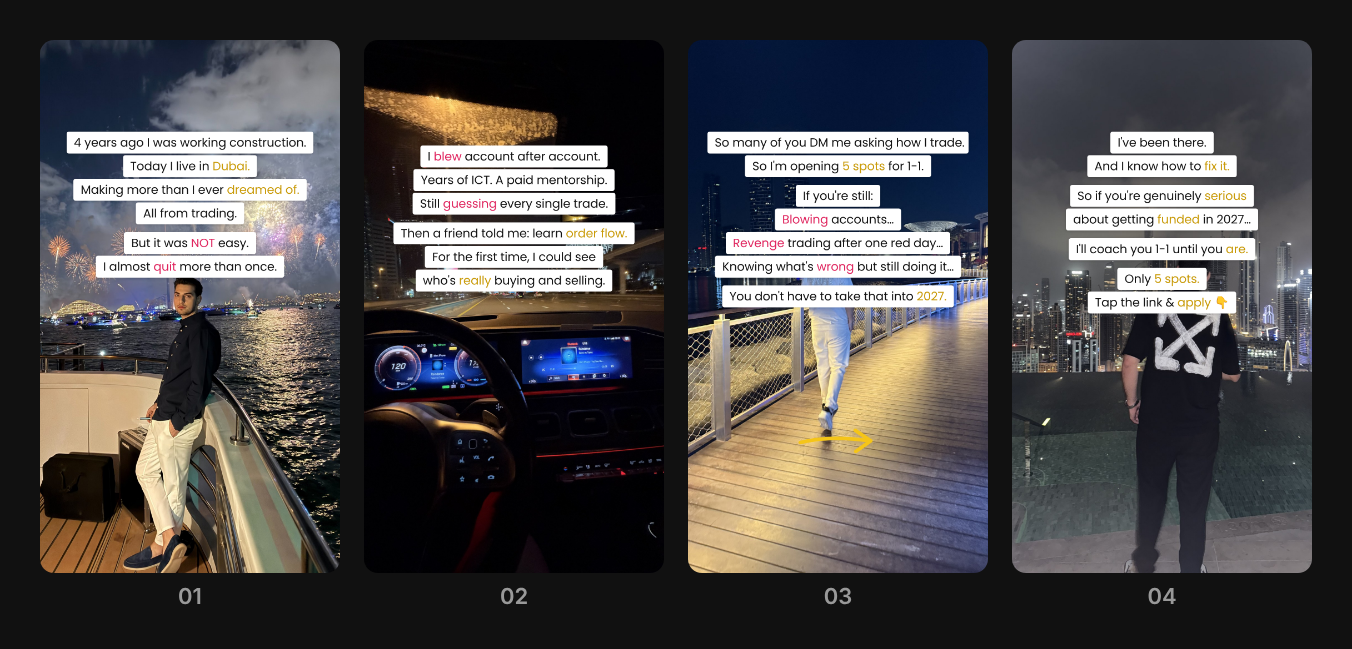 4 years ago I was working construction.
Today I live in Dubai.
Making more than I ever dreamed of.
All from trading.
But it was NOT easy.
I almost quit more than once.
01
I blew account after account.
Years of ICT. A paid mentorship.
Still guessing every single trade.
Then a friend told me: learn order flow.
For the first time, I could see
who's really buying and selling.
120
02
So many of you DM me asking how I trade.
So I'm opening 5 spots for 1-1.
If you're still:
Blowing accounts...
Revenge trading after one red day...
Knowing what's wrong but still doing it...
You don't have to take that into 2027.
03
I've been there.
And I know how to fix it.
So if you're genuinely serious
about getting funded in 2027...
I'll coach you 1-1 until you are.
Only 5 spots.
Tap the link & apply 👇
04